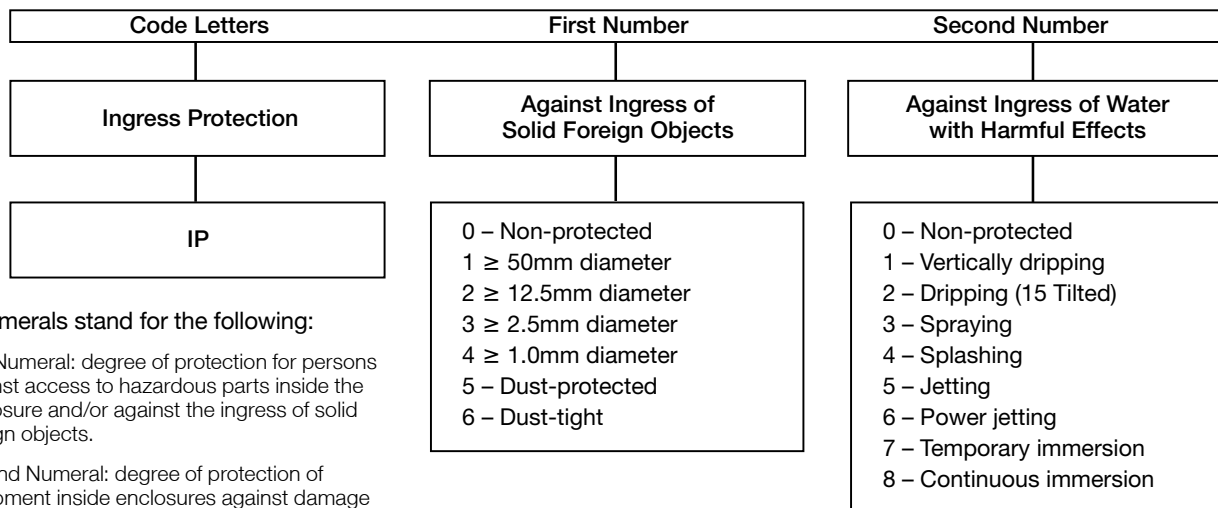 Code Letters
First Number
Second Number
Ingress Protection
Against Ingress of
Solid Foreign Objects
Against Ingress of Water
with Harmful Effects
IP
0 – Non-protected
1 ≥ 50mm diameter
2 ≥ 12.5mm diameter
3 ≥ 2.5mm diameter
4 ≥ 1.0mm diameter
5 – Dust-protected
6 – Dust-tight
0 – Non-protected
1 – Vertically dripping
2 – Dripping (15 Tilted)
3 – Spraying
4 – Splashing
5 – Jetting
6 – Power jetting
7 – Temporary immersion
8 – Continuous immersion
stand for the following:
Numeral: degree of protection for persons
access to hazardous parts inside the
and/or against the ingress of solid
objects.
Numeral: degree of protection of
inside enclosures against damage